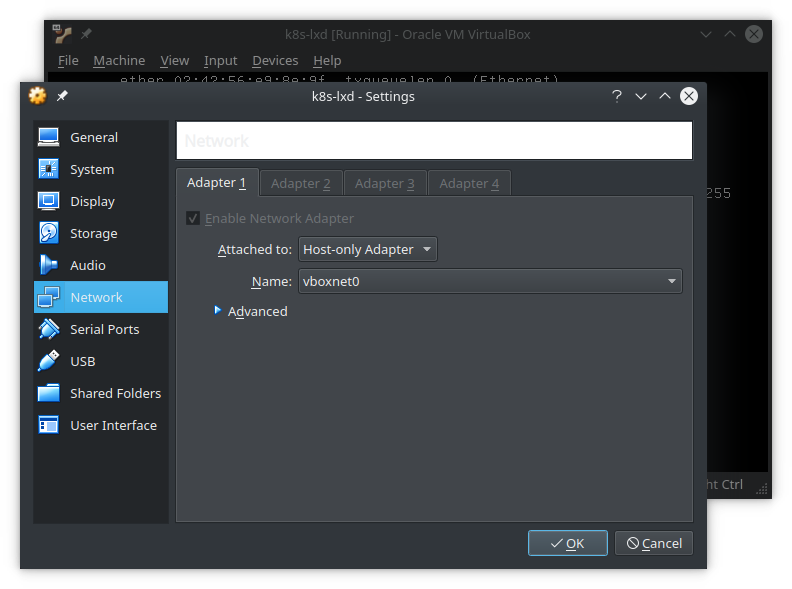 k8s-lxd [Running] - Oracle VM VirtualBox
File Machine View Input Devices Help
ether 02:42:56:e9:8e:9f txqueuelen 0 (Ethernet)
k8s-lxd - Settings
General
System
Display
Storage
Audio
Network
Serial Ports
USB
Shared Folders
User Interface
Network
Adapter 1 Adapter 2 Adapter 3 Adapter 4
Enable Network Adapter
Attached to: Host-only Adapter
Name: vboxnet0
Advanced
255
Ctrl
OK Cancel